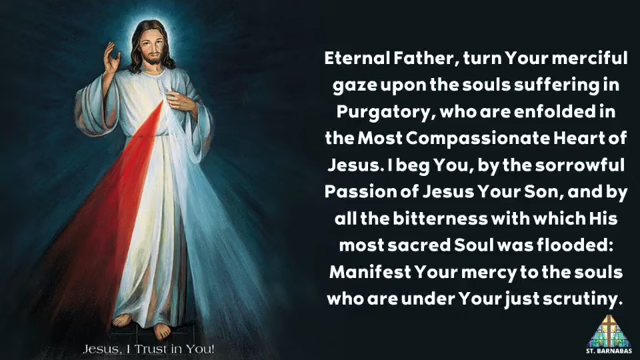 Eternal Father, turn Your merciful
gaze upon the souls suffering in
Purgatory, who are enfolded in
the Most Compassionate Heart of
Jesus. I beg You, by the sorrowful
Passion of Jesus Your Son, and by
all the bitterness with which His
most sacred Soul was flooded:
Manifest Your mercy to the souls
who are under Your just scrutiny.
Jesus, I Trust in You!
ST. BARNABAS